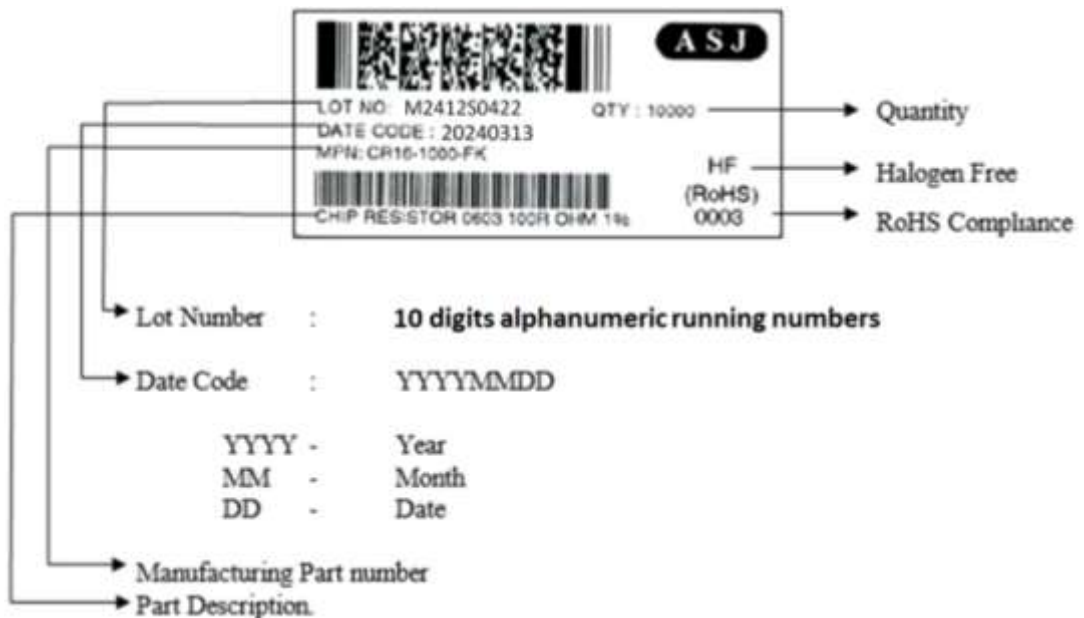 ASJ
LOT NO: M2412S0422 QTY : 10000 Quantity
DATE CODE : 20240313
MPN: CR16-1000-FK
HF Halogen Free
(RoHS)
CHIP RESISTOR 0603 100R OHM 1% 0003 RoHS Compliance
Lot Number : 10 digits alphanumeric running numbers
Date Code : YYYYMMDD
YYYY - Year
MM - Month
DD - Date
Manufacturing Part number
Part Description.